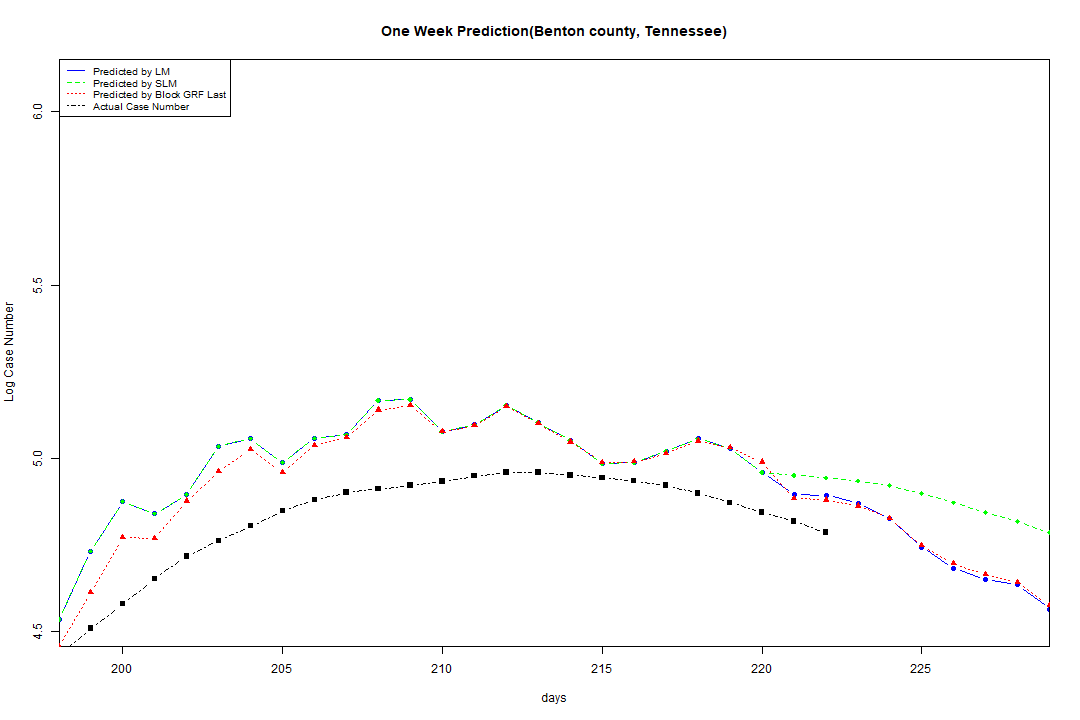 One Week Prediction(Benton county, Tennessee)
Predicted by LM
Predicted by SLM
Predicted by Block GRF Last
Actual Case Number
6.0
5.5
5.0
4.5
Log Case Number
200 205 210 215 220 225
days